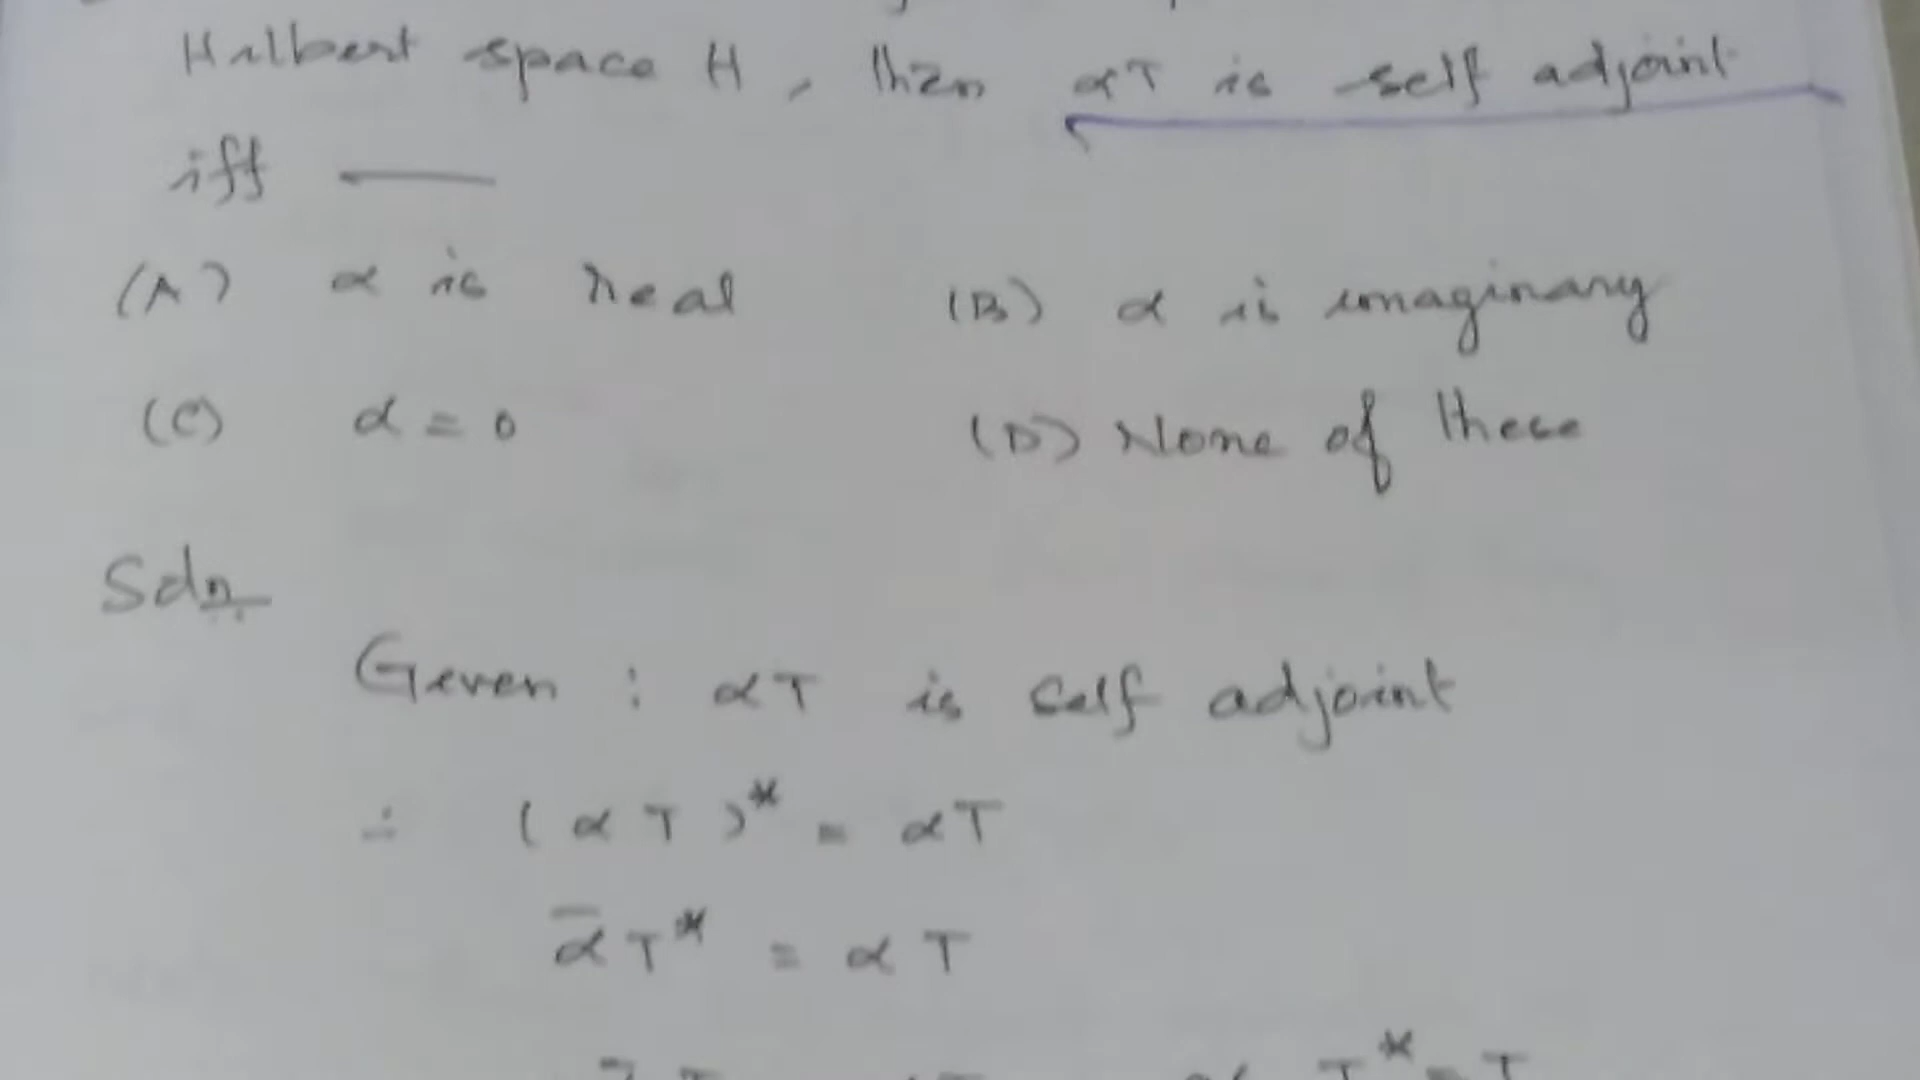 Hilbert space H, then αT is self adjoint
iff ——
(A) α is real (B) α is imaginary
(C) α = 0 (D) None of these
Soln
Given : αT is self adjoint
∴ (αT)* = αT
ᾱT* = αT
T* = T